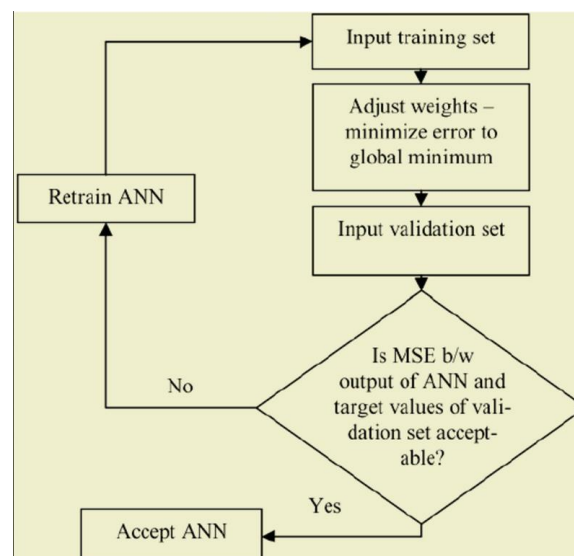 Input training set
Adjust weights –
minimize error to
global minimum
Retrain ANN
Input validation set
Is MSE b/w
output of ANN and
target values of vali-
dation set accept-
able?
No
Yes
Accept ANN